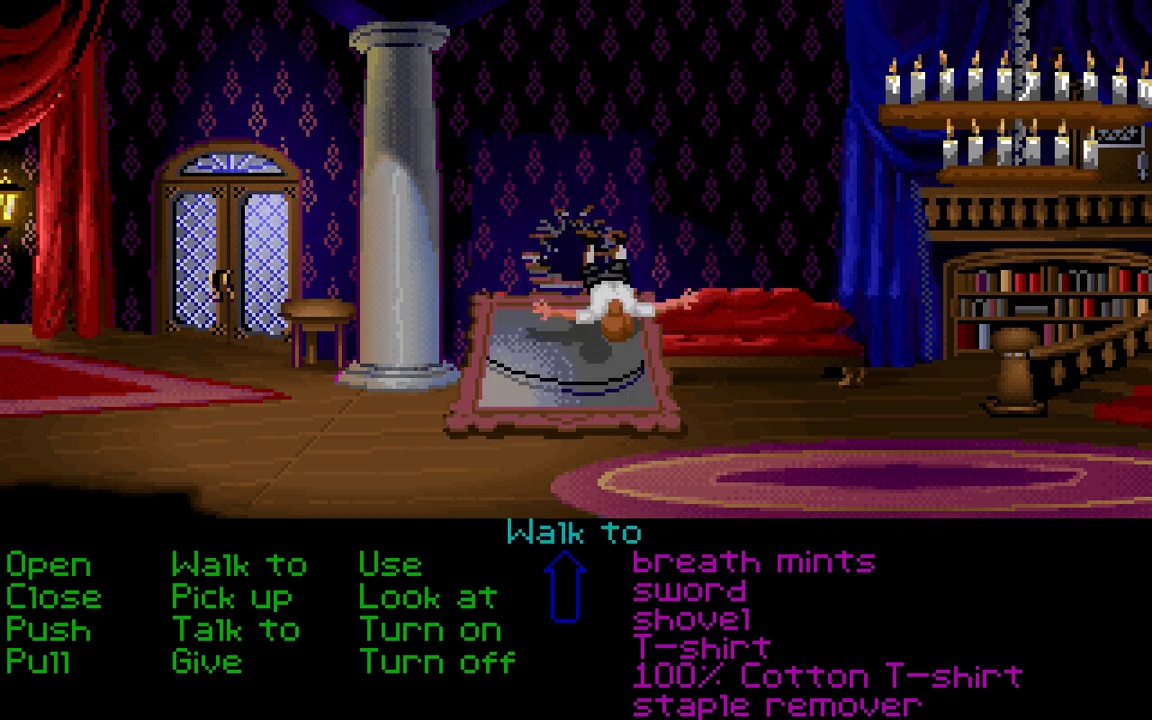 Walk to
Open Walk to Use
Close Pick up Look at
Push Talk to Turn on
Pull Give Turn off
breath mints
sword
shovel
T-shirt
100% Cotton T-shirt
staple remover